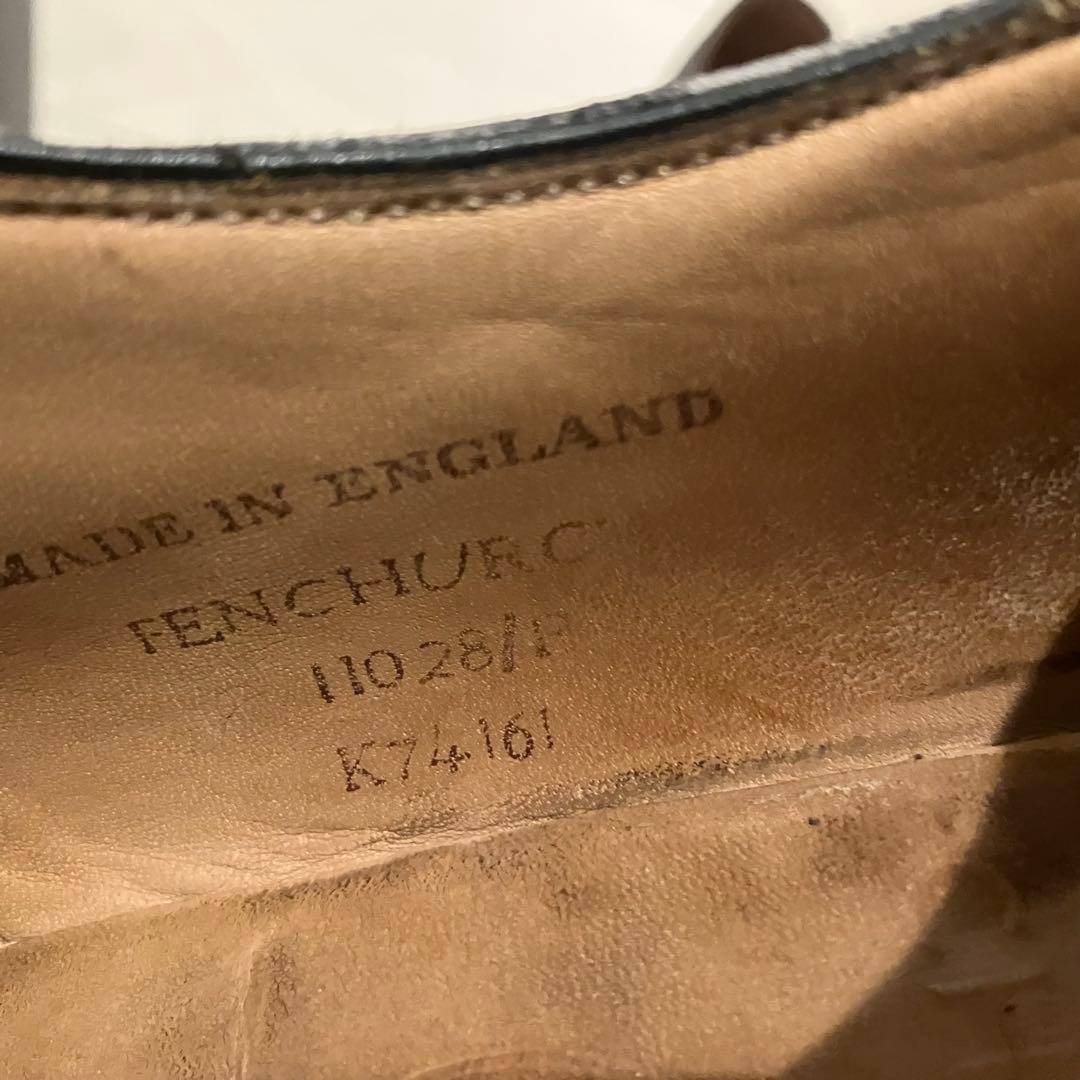 MADE IN ENGLAND
FENCHURC
11028/F
K74161